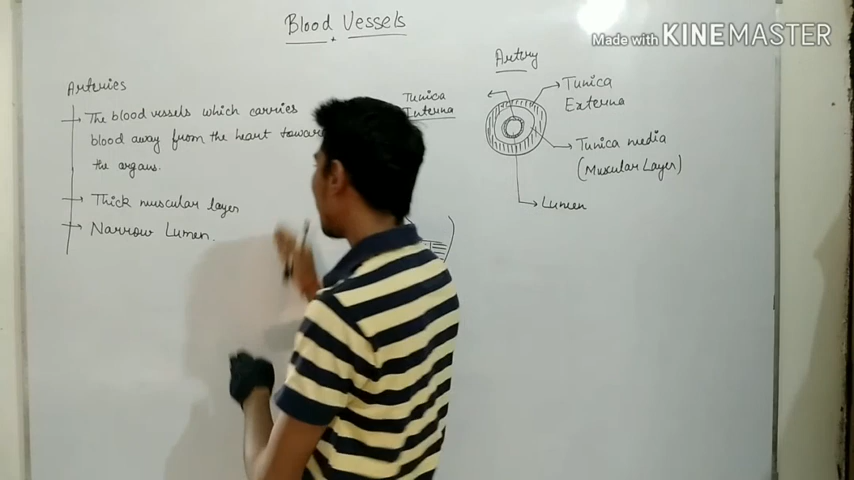 Blood Vessels
Made with KINEMASTER
Arteries
The blood vessels which carries
blood away from the heart towar
the organs.
Thick muscular layer
Narrow Lumen.
Artery
Tunica
Interna
Tunica
Externa
Tunica media
(Muscular Layer)
Lumen